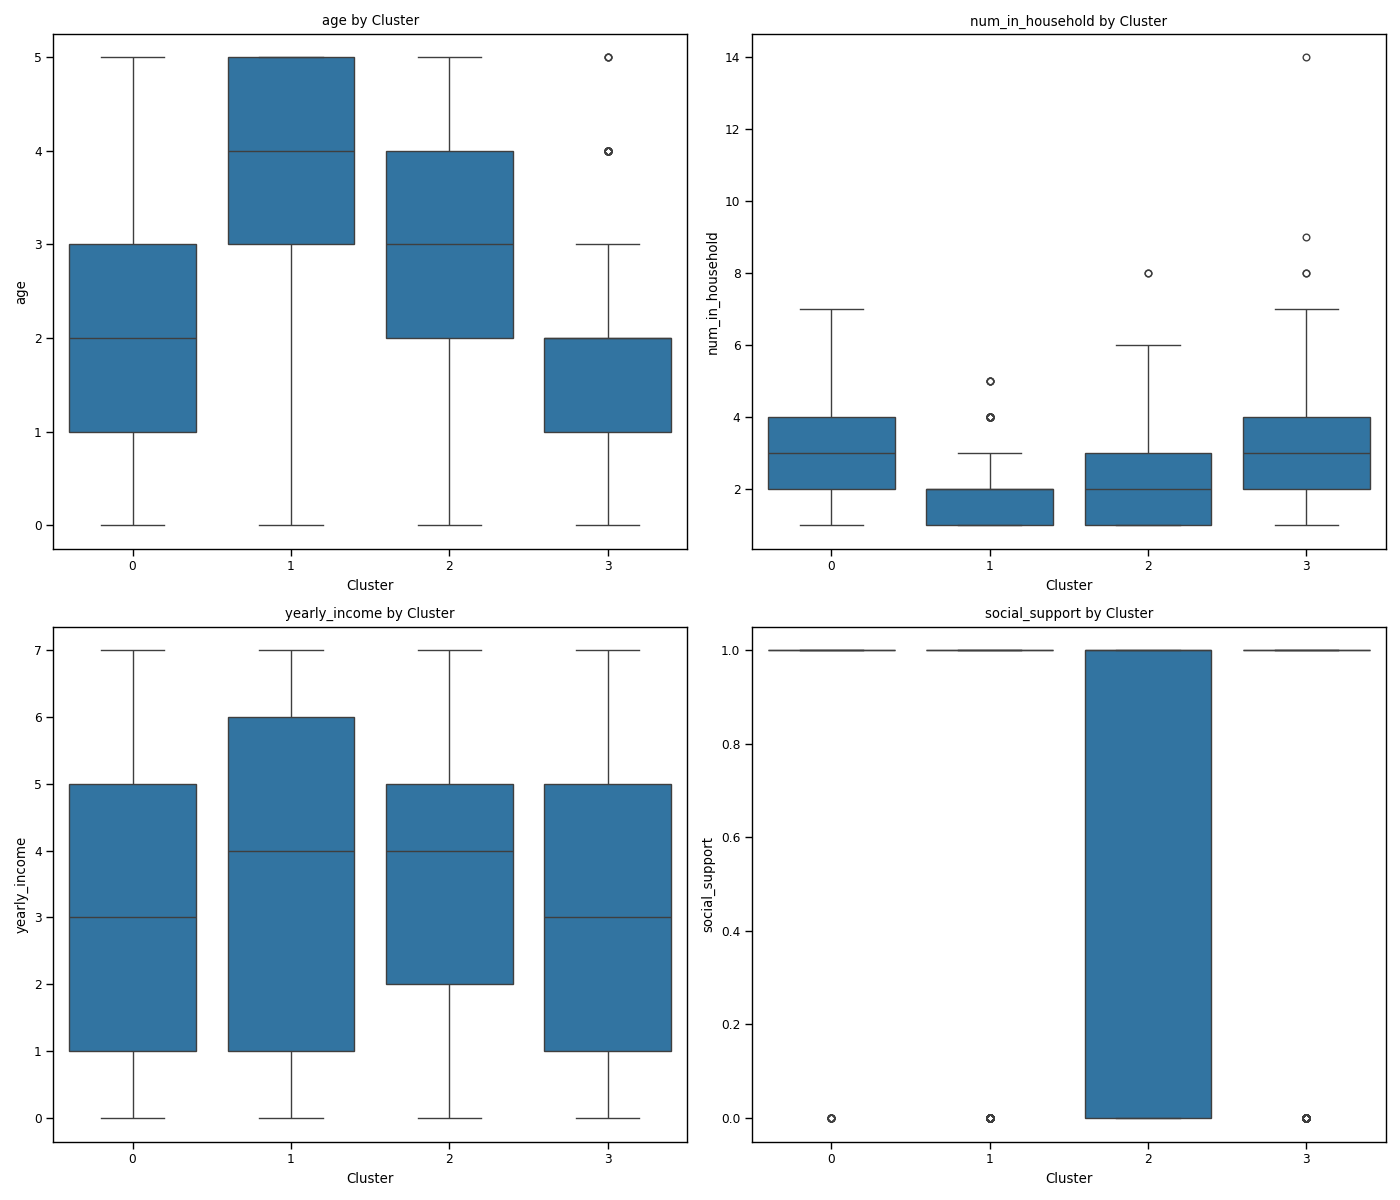 age by Cluster
age
5
4
3
2
1
0
0 1 2 3
Cluster
num_in_household by Cluster
num_in_household
14
12
10
8
6
4
2
0 1 2 3
Cluster
yearly_income by Cluster
yearly_income
7
6
5
4
3
2
1
0
0 1 2 3
Cluster
social_support by Cluster
social_support
1.0
0.8
0.6
0.4
0.2
0.0
0 1 2 3
Cluster